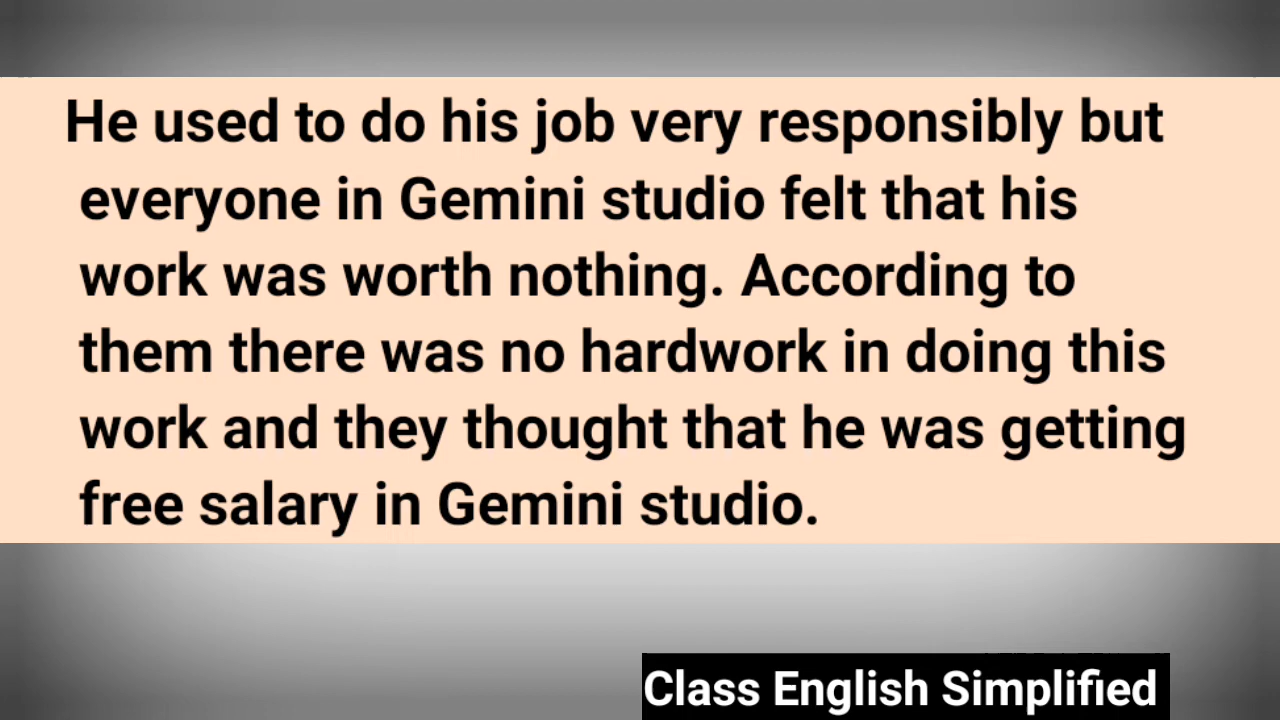 He used to do his job very responsibly but
everyone in Gemini studio felt that his
work was worth nothing. According to
them there was no hardwork in doing this
work and they thought that he was getting
free salary in Gemini studio.
Class English Simplified